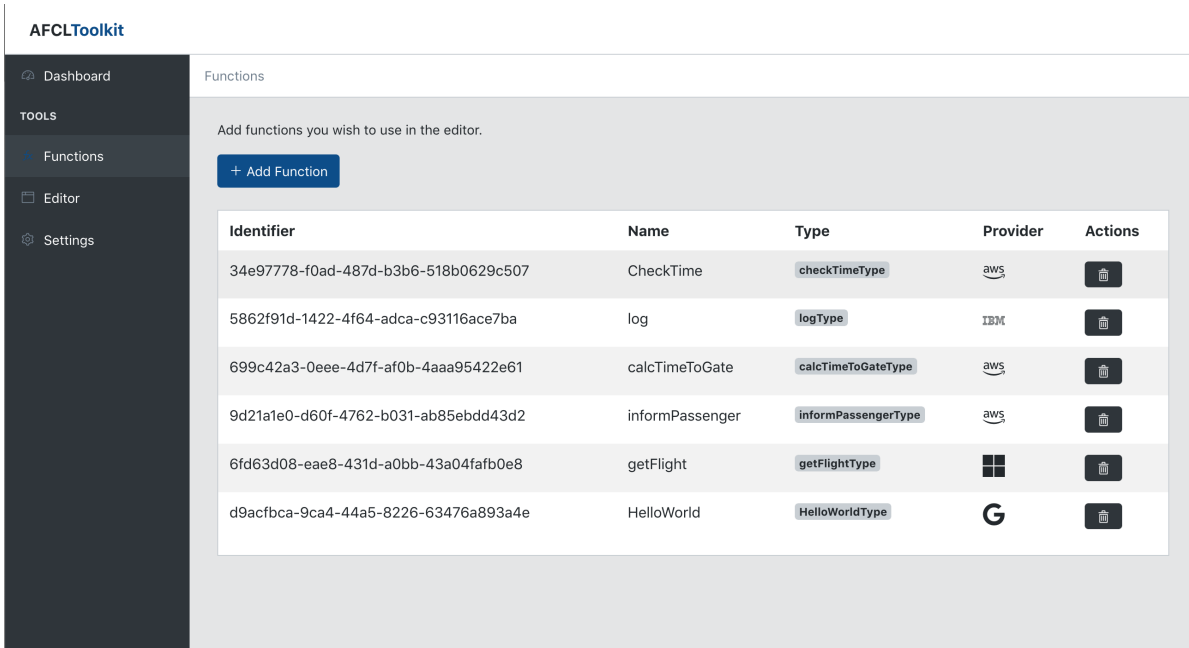 AFCLToolkit
Dashboard
Functions
TOOLS
Functions
Editor
Settings
Add functions you wish to use in the editor.
+ Add Function
Identifier Name Type Provider Actions
34e97778-f0ad-487d-b3b6-518b0629c507 CheckTime checkTimeType aws
5862f91d-1422-4f64-adca-c93116ace7ba log logType IBM
699c42a3-0eee-4d7f-af0b-4aaa95422e61 calcTimeToGate calcTimeToGateType aws
9d21a1e0-d60f-4762-b031-ab85ebdd43d2 informPassenger informPassengerType aws
6fd63d08-eae8-431d-a0bb-43a04fafb0e8 getFlight getFlightType
d9acfbca-9ca4-44a5-8226-63476a893a4e HelloWorld HelloWorldType G